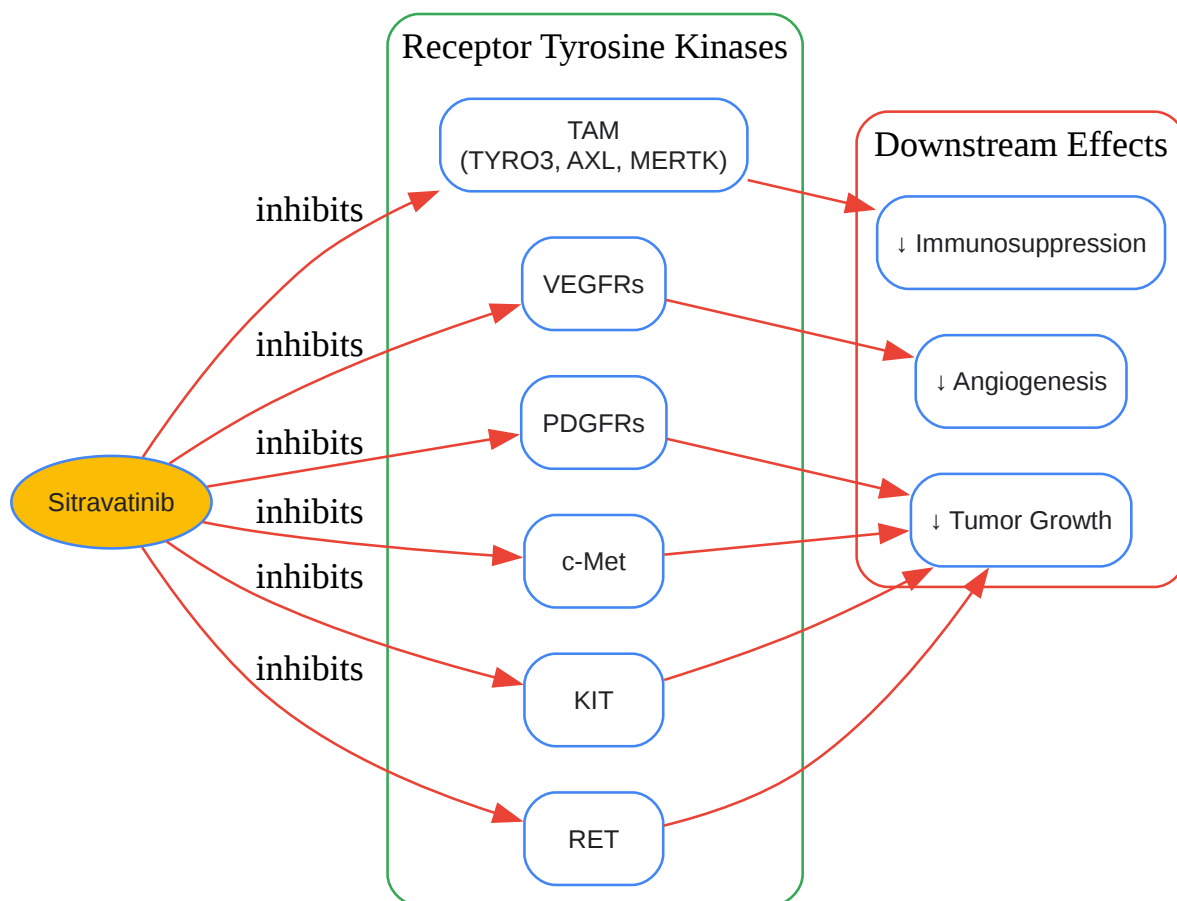 Receptor Tyrosine Kinases
TAM
(TYRO3, AXL, MERTK)
Downstream Effects
inhibits
↓ Immunosuppression
VEGFRs
inhibits
↓ Angiogenesis
PDGFRs
inhibits
Sitravatinib
inhibits
↓ Tumor Growth
c-Met
inhibits
KIT
inhibits
RET